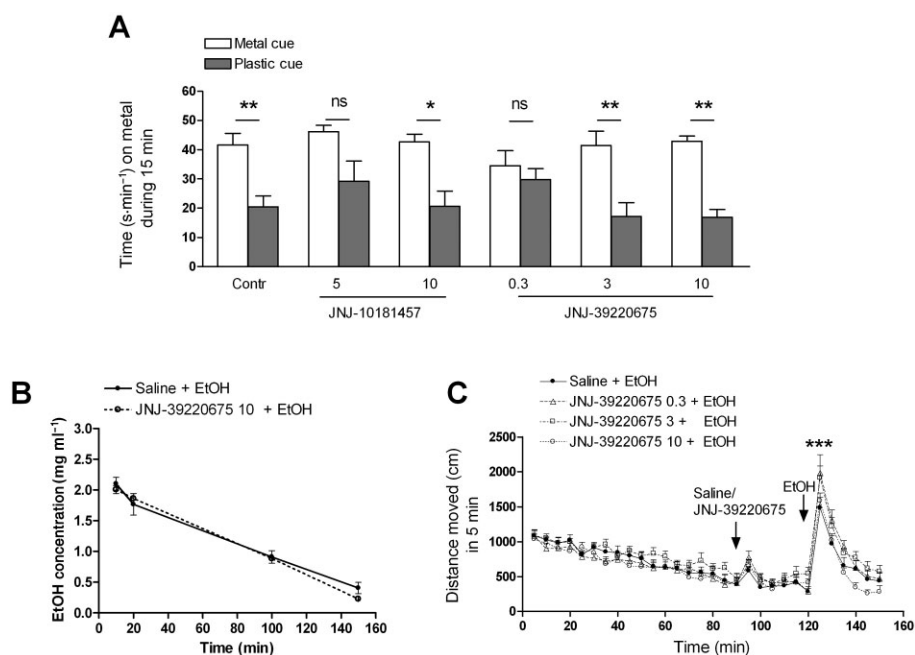 A
Metal cue
Plastic cue
Time (s·min⁻¹) on metal
during 15 min
60
50
40
30
20
10
0
**
ns
*
ns
**
**
Contr
5
10
0.3
3
10
JNJ-10181457
JNJ-39220675
B
Saline + EtOH
JNJ-39220675 10 + EtOH
EtOH concentration (mg ml⁻¹)
3.0
2.5
2.0
1.5
1.0
0.5
0.0
0 20 40 60 80 100 120 140 160
Time (min)
C
Saline + EtOH
JNJ-39220675 0.3 + EtOH
JNJ-39220675 3 + EtOH
JNJ-39220675 10 + EtOH
Distance moved (cm)
in 5 min
2500
2000
1500
1000
500
0
***
Saline/
JNJ-39220675
EtOH
0 20 40 60 80 100 120 140 160
Time (min)